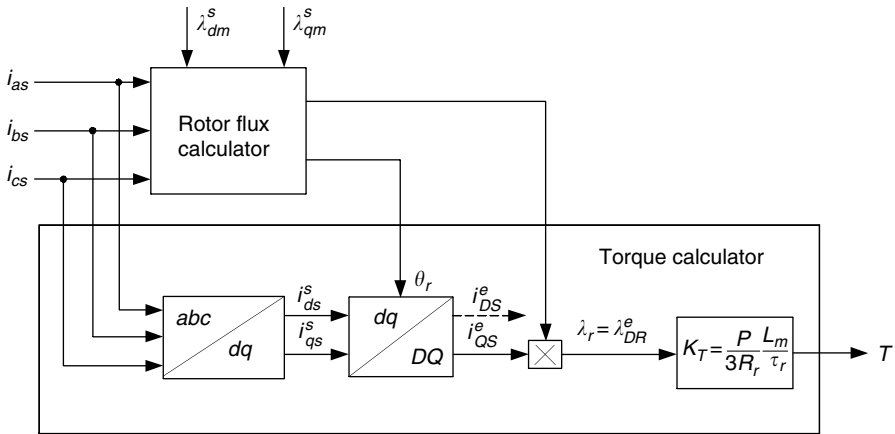 λ^s_dm
λ^s_qm
i_as
i_bs
i_cs
Rotor flux
calculator
Torque calculator
θ_r
abc
dq
i^s_ds
i^s_qs
dq
DQ
i^e_DS
i^e_QS
λ_r = λ^e_DR
K_T = P/3R_r L_m/τ_r
T